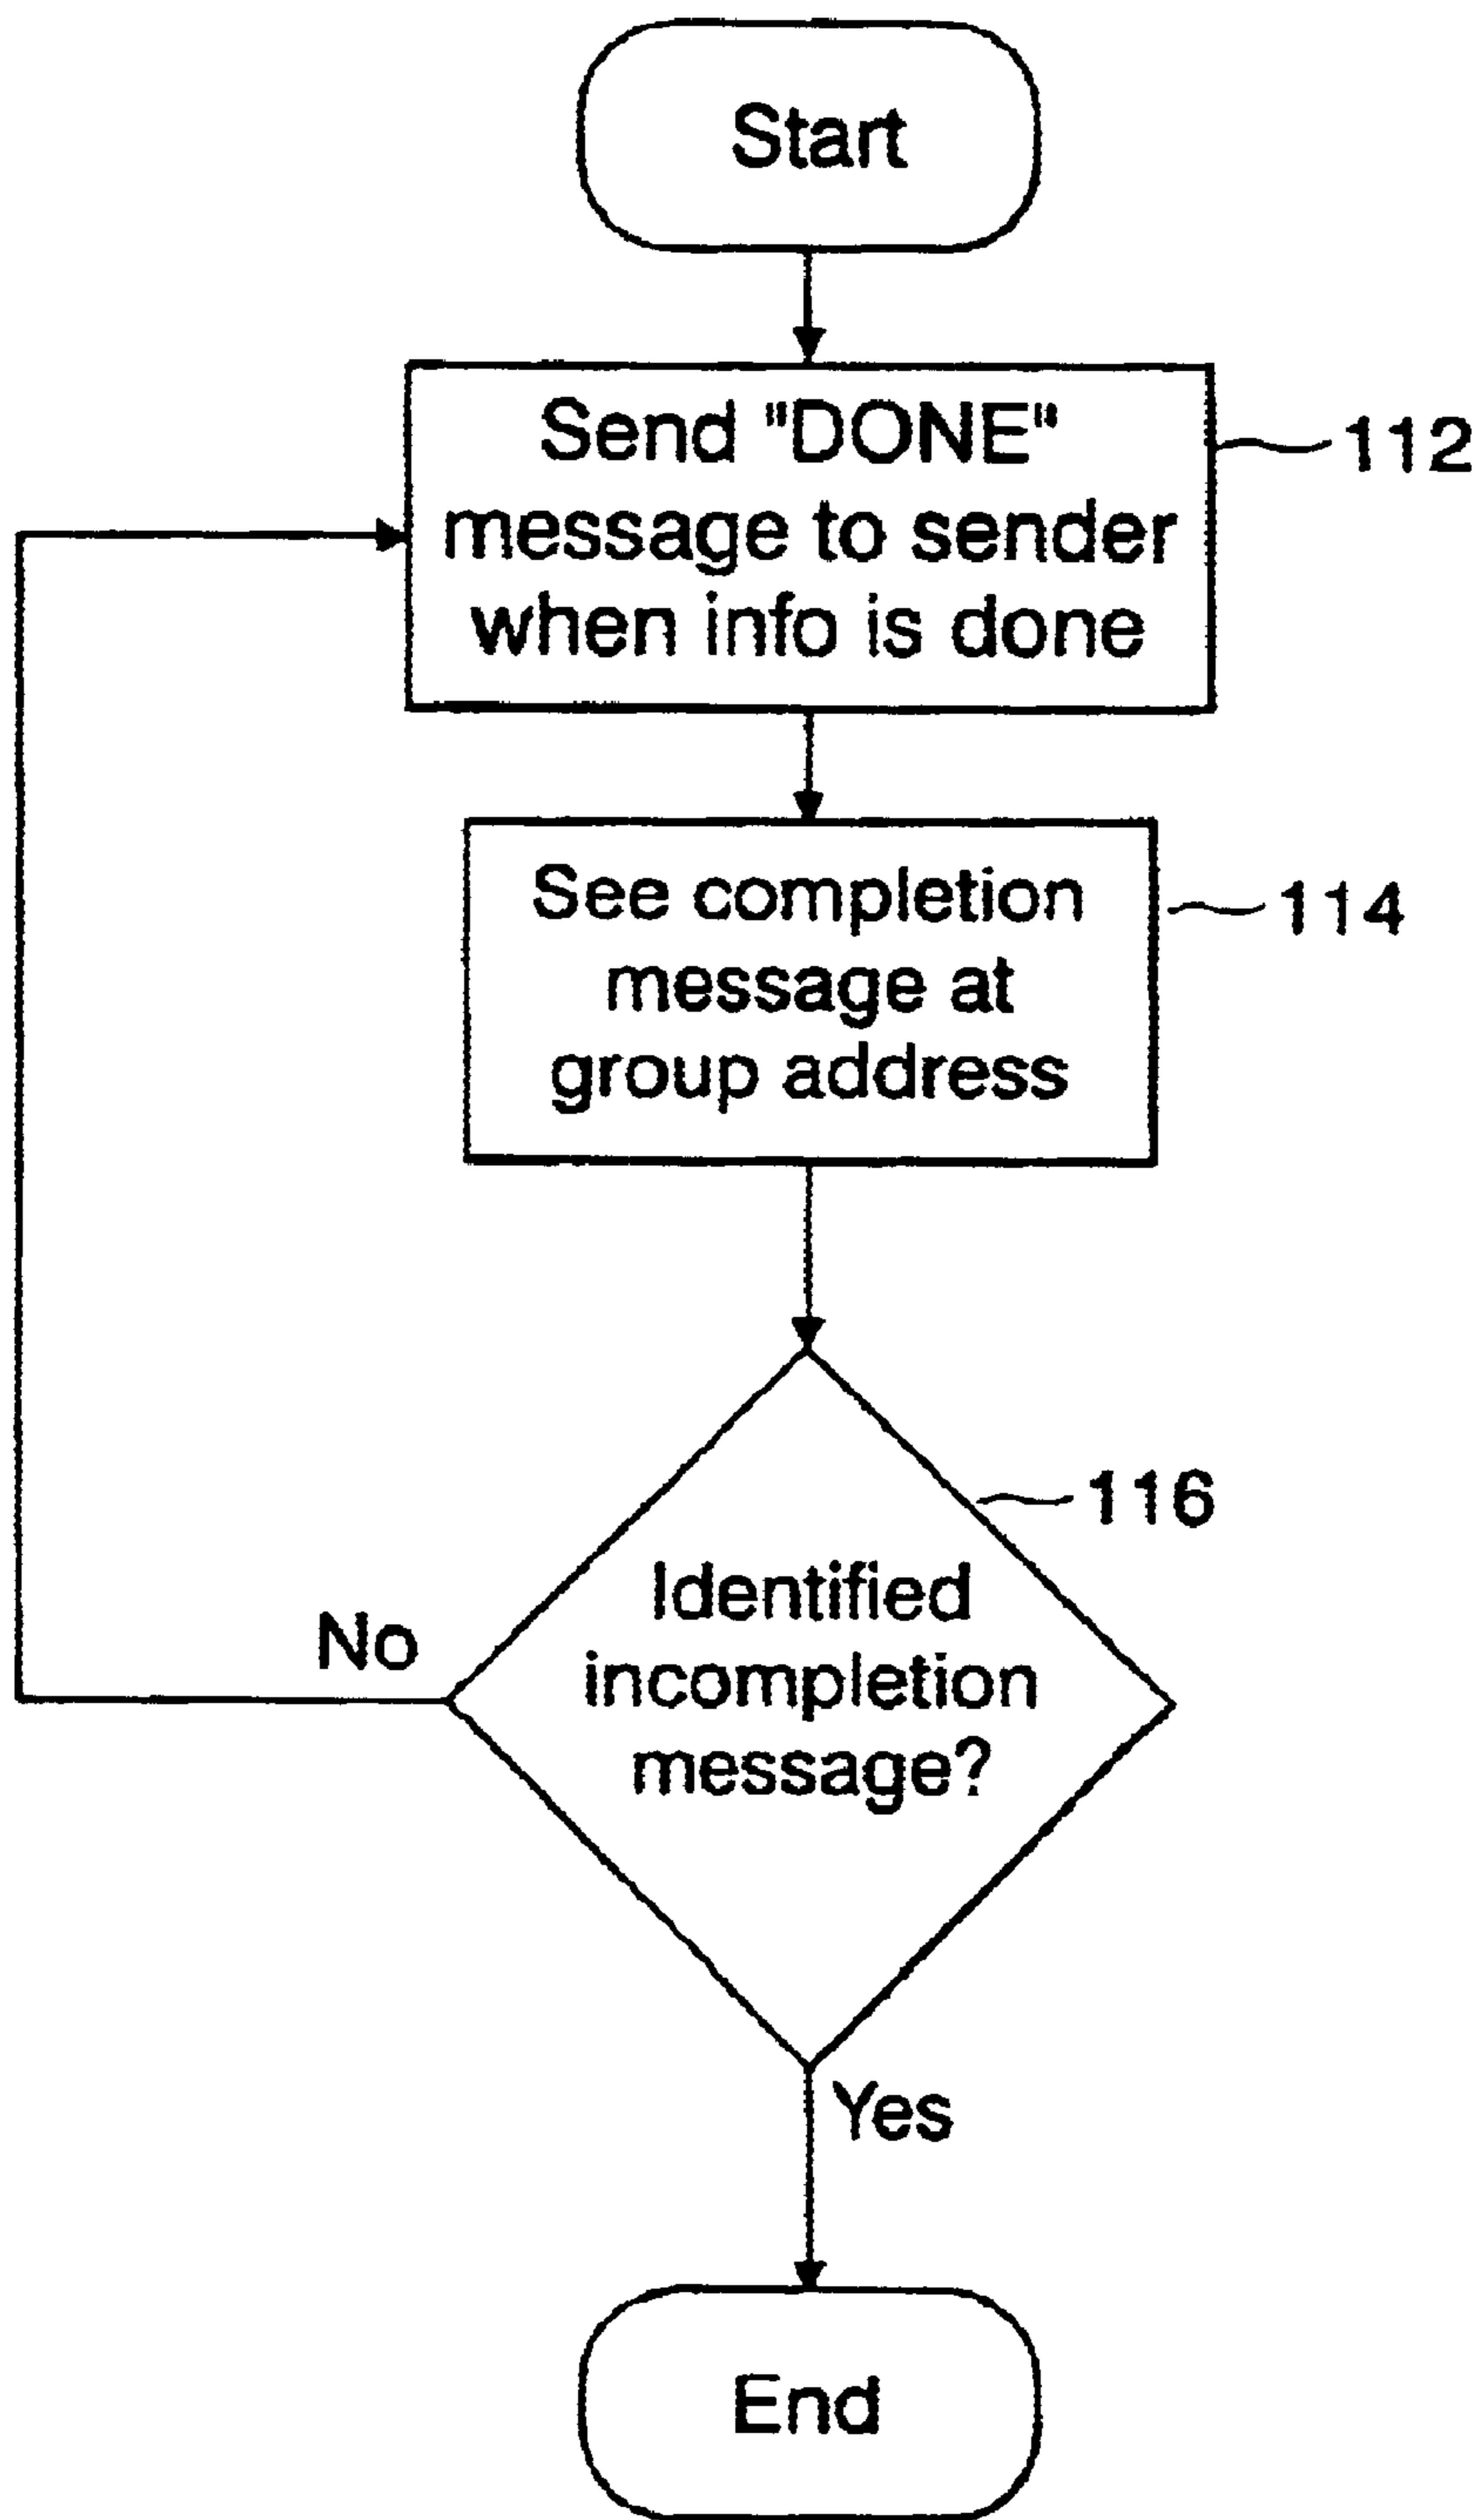 Start
Send "DONE"
message to sender
when info is done
112
See completion
message at
group address
114
116
Identified
incompletion
message?
No
Yes
End